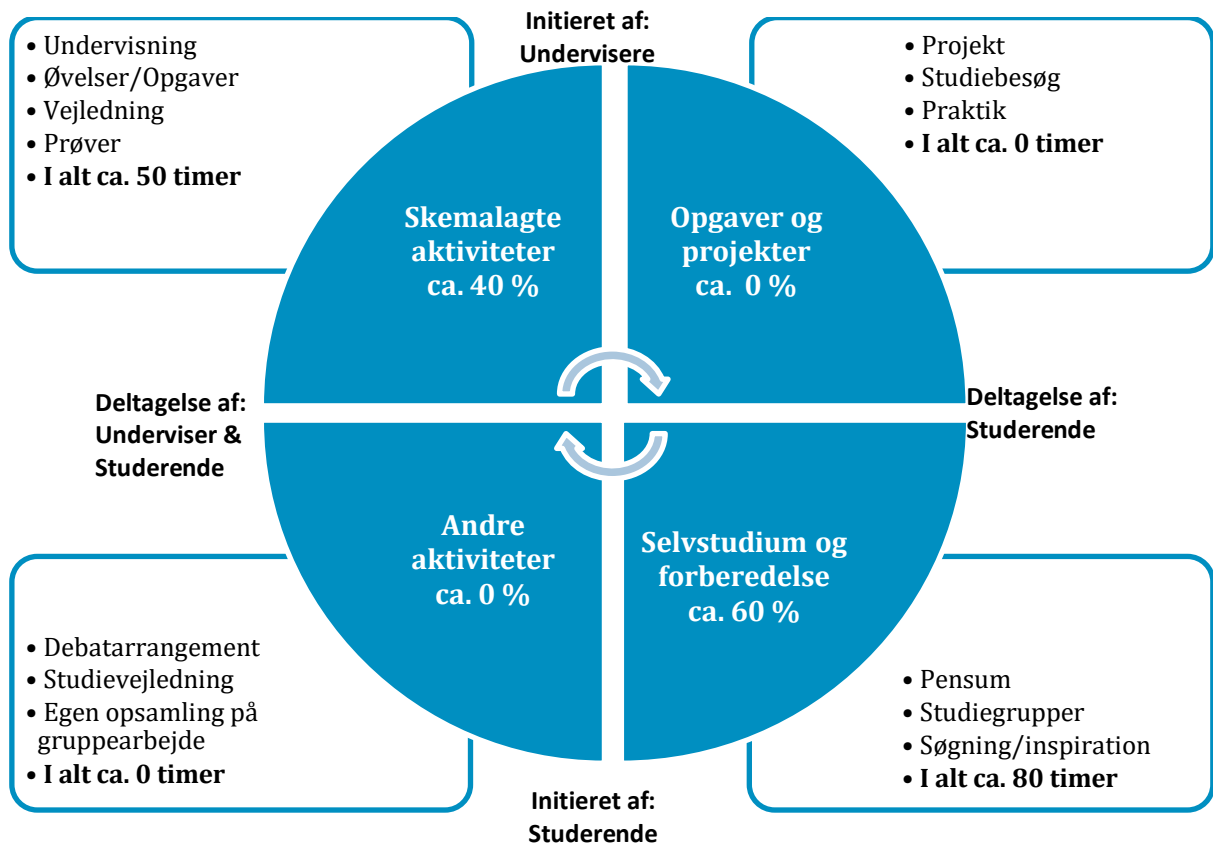 Initieret af:
Undervisere
• Undervisning
• Øvelser/Opgaver
• Vejledning
• Prøver
• I alt ca. 50 timer
• Projekt
• Studiebesøg
• Praktik
• I alt ca. 0 timer
Skemalagte
aktiviteter
ca. 40 %
Opgaver og
projekter
ca. 0 %
Deltagelse af:
Underviser &
Studerende
Deltagelse af:
Studerende
Andre
aktiviteter
ca. 0 %
Selvstudium og
forberedelse
ca. 60 %
• Debatarrangement
• Studievejledning
• Egen opsamling på
gruppearbejde
• I alt ca. 0 timer
• Pensum
• Studiegrupper
• Søgning/inspiration
• I alt ca. 80 timer
Initieret af:
Studerende